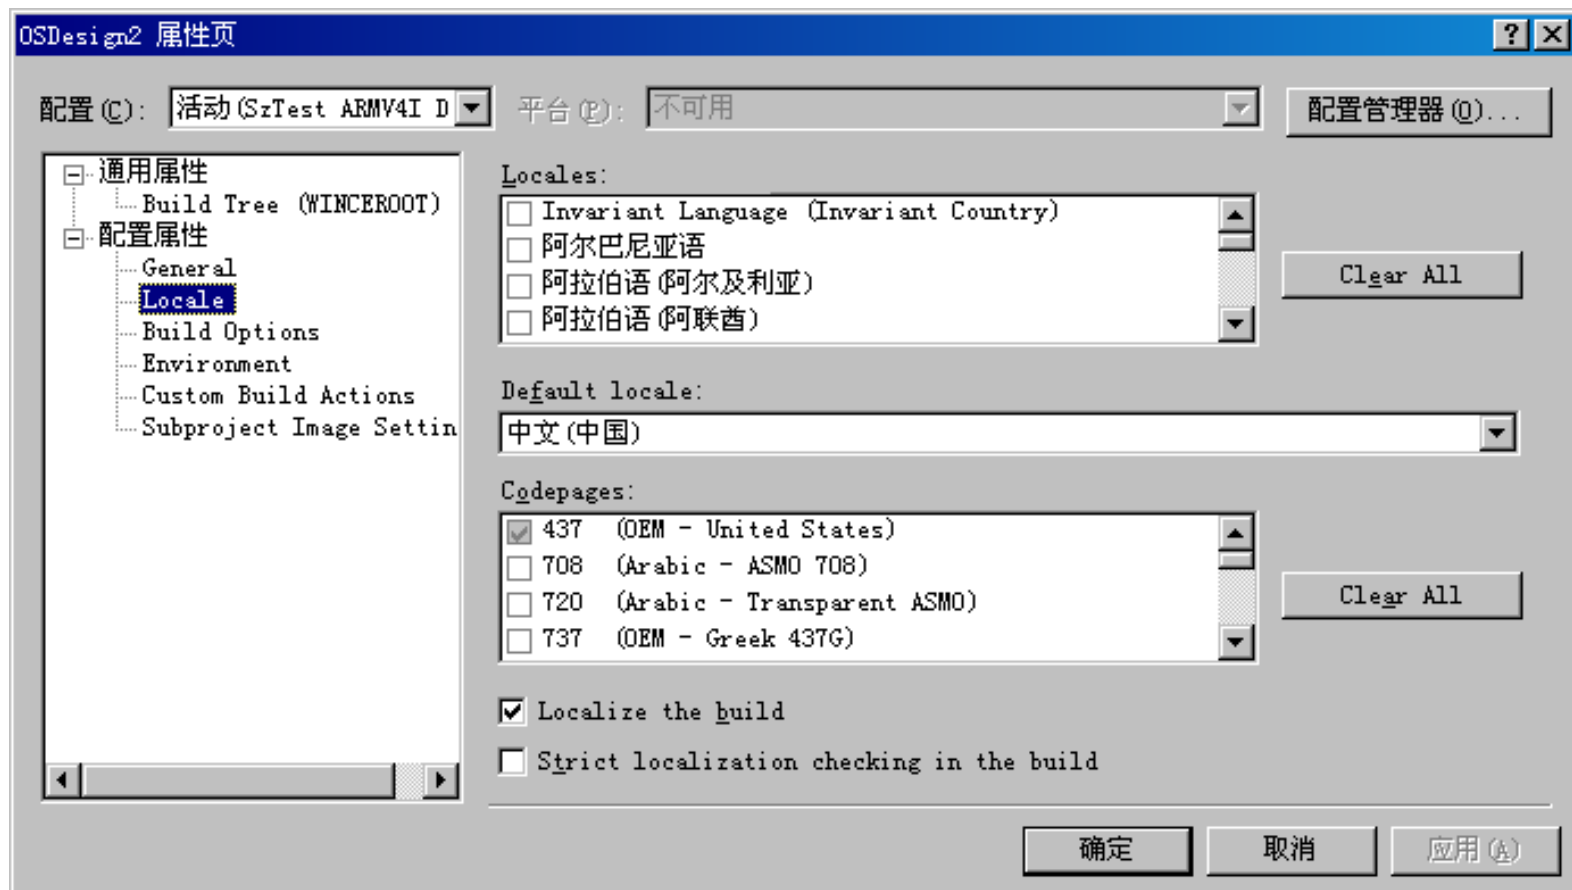 OSDesign2 属性页
配置(C): 活动(SzTest ARMV4I D 平台(P): 不可用 配置管理器(O)...
通用属性
Build Tree (WINCEROOT)
配置属性
General
Locale
Build Options
Environment
Custom Build Actions
Subproject Image Settin
Locales:
Invariant Language (Invariant Country)
阿尔巴尼亚语
阿拉伯语(阿尔及利亚)
阿拉伯语(阿联酋)
Clear All
Default locale:
中文(中国)
Codepages:
437 (OEM - United States)
708 (Arabic - ASMO 708)
720 (Arabic - Transparent ASMO)
737 (OEM - Greek 437G)
Clear All
Localize the build
Strict localization checking in the build
确定 取消 应用(A)